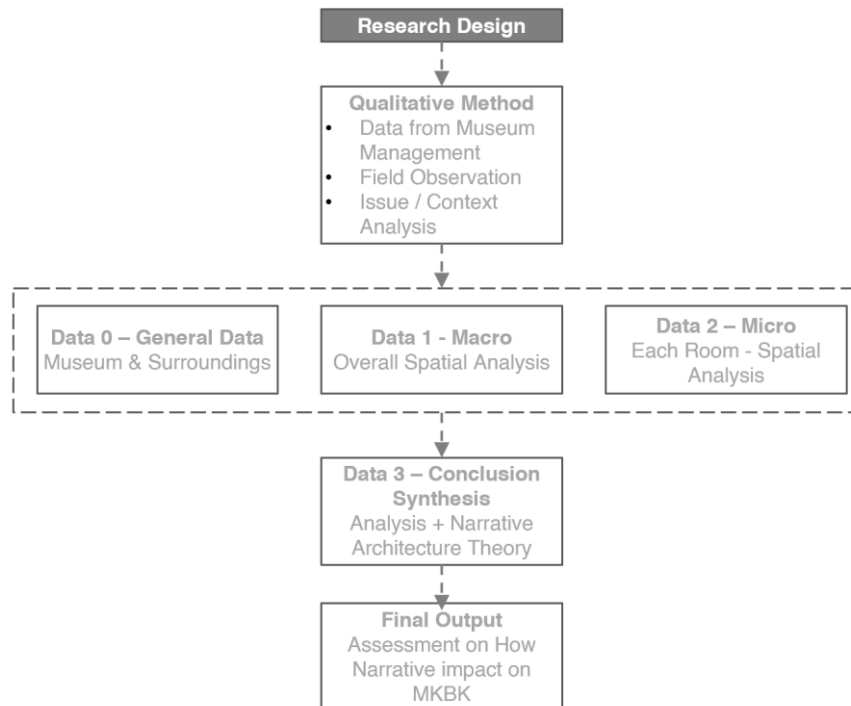 Research Design
Qualitative Method
• Data from Museum
Management
• Field Observation
• Issue / Context
Analysis
Data 0 – General Data
Museum & Surroundings
Data 1 - Macro
Overall Spatial Analysis
Data 2 – Micro
Each Room - Spatial
Analysis
Data 3 – Conclusion
Synthesis
Analysis + Narrative
Architecture Theory
Final Output
Assessment on How
Narrative impact on
MKBK